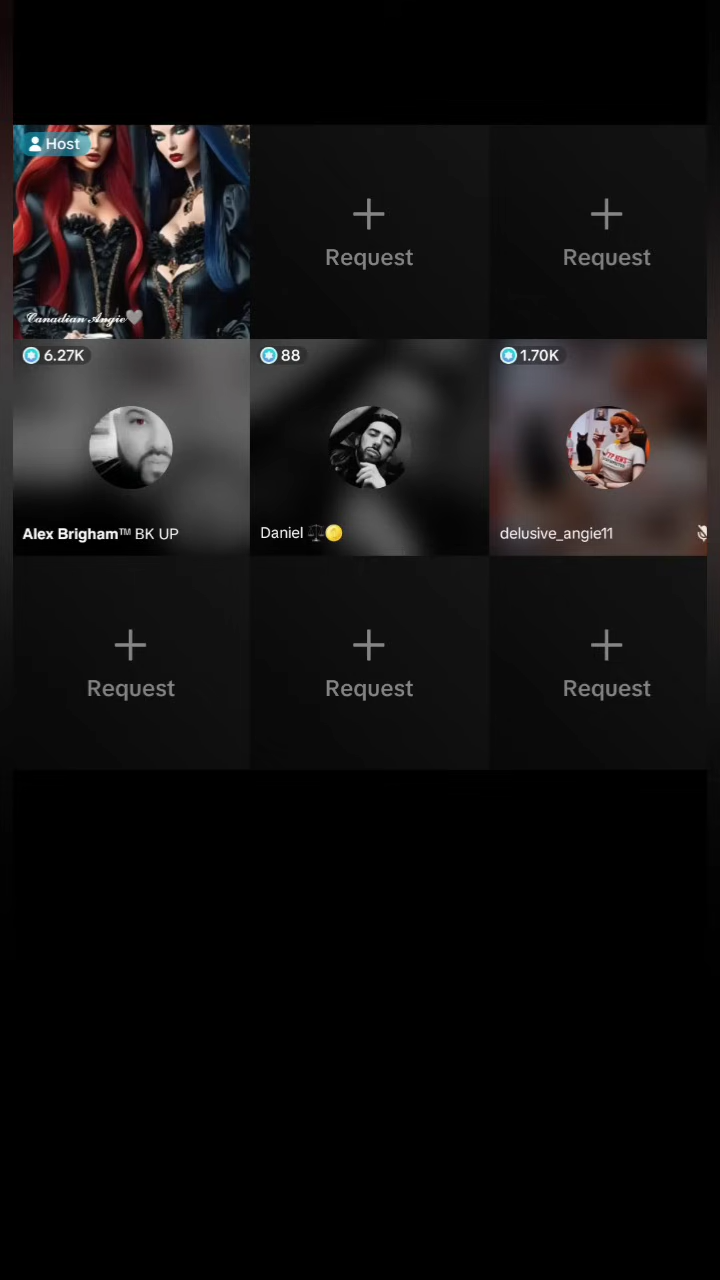 Host
Request
Request
𝒞anadian 𝒜ngie🤍
6.27K
88
1.70K
Alex Brigham™ BK UP
Daniel ⚖️🟡
delusive_angie11
Request
Request
Request